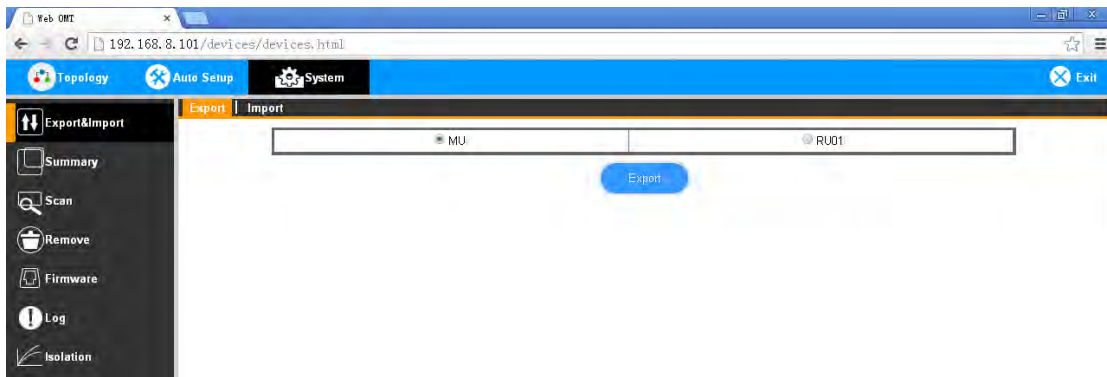 Web OMT
192.168.8.101/devices/devices.html
Topology Auto Setup System Exit
Export Import
Export&Import
MU RU01
Summary
Export
Scan
Remove
Firmware
Log
Isolation